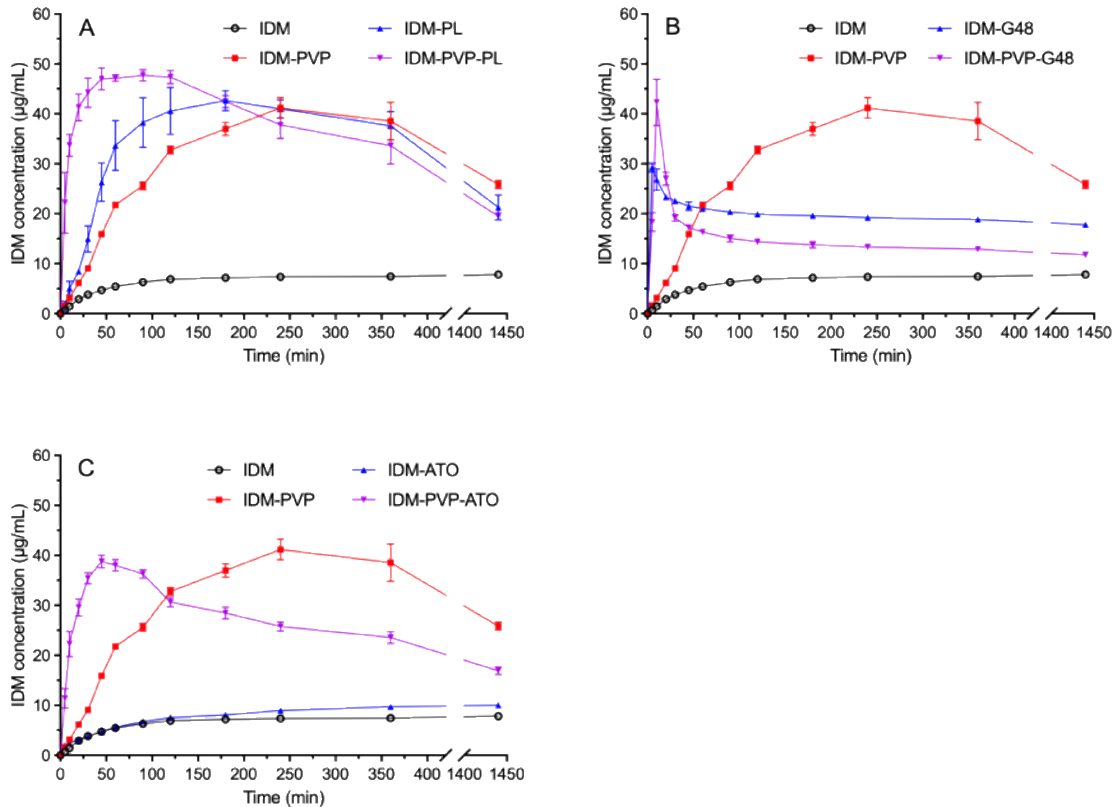 A
IDM
IDM-PL
IDM-PVP
IDM-PVP-PL
IDM concentration (µg/mL)
60
50
40
30
20
10
0
0 50 100 150 200 250 300 350 400 1400 1450
Time (min)
B
IDM
IDM-G48
IDM-PVP
IDM-PVP-G48
IDM concentration (µg/mL)
60
50
40
30
20
10
0
0 50 100 150 200 250 300 350 400 1400 1450
Time (min)
C
IDM
IDM-ATO
IDM-PVP
IDM-PVP-ATO
IDM concentration (µg/mL)
60
50
40
30
20
10
0
0 50 100 150 200 250 300 350 400 1400 1450
Time (min)